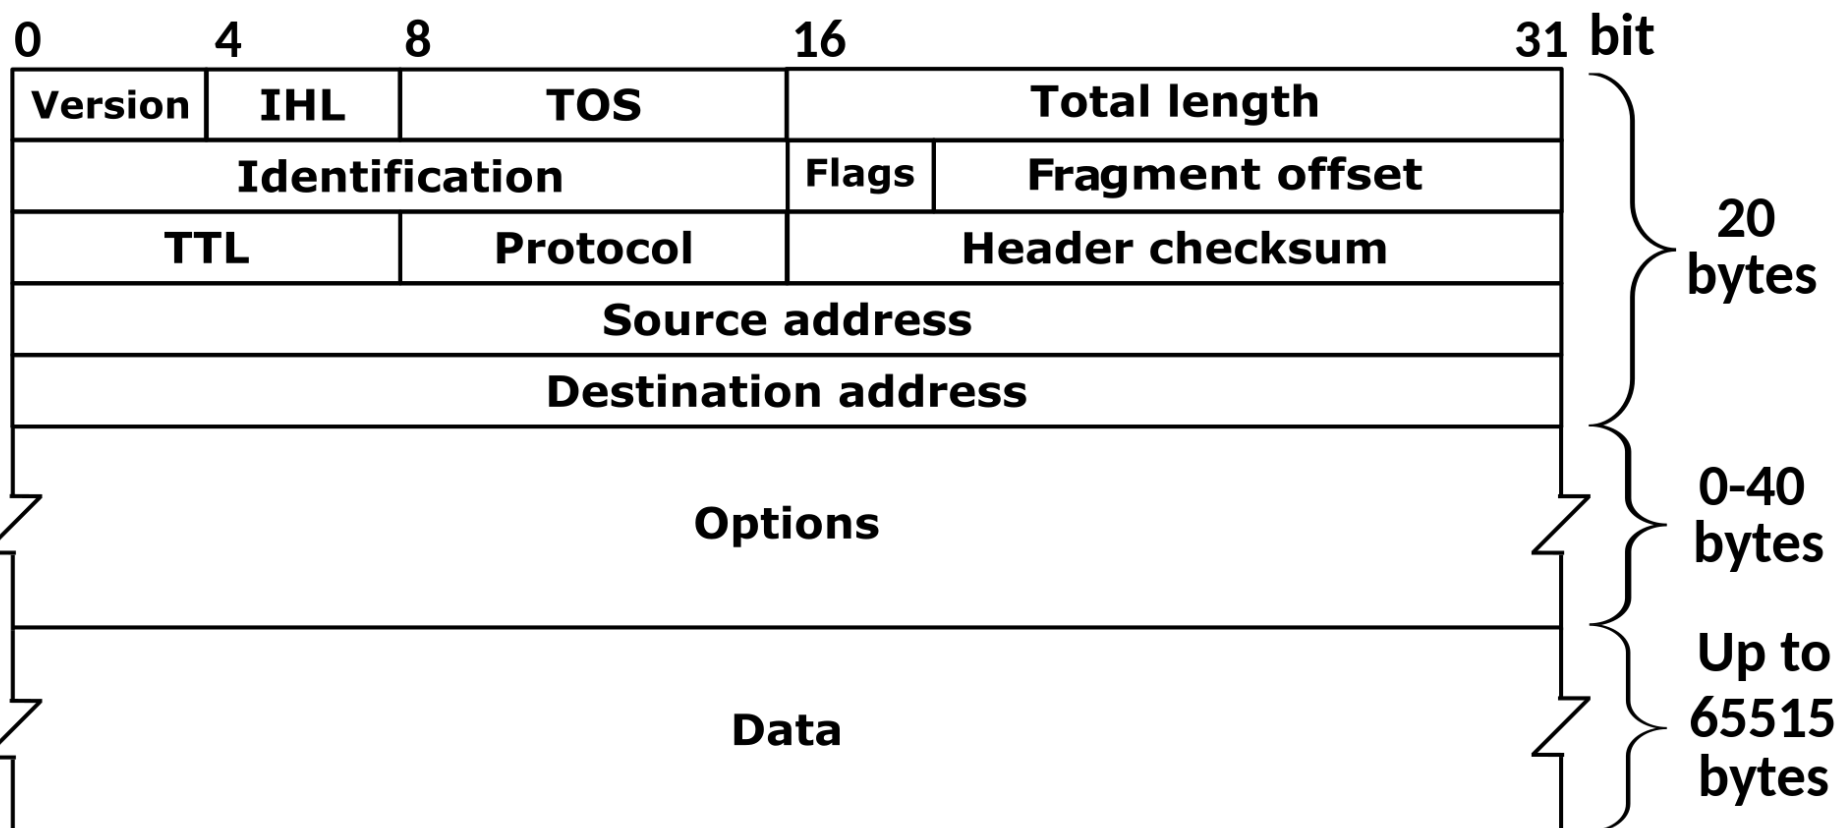 0 4 8 16 31 bit
Version IHL TOS Total length
Identification Flags Fragment offset
TTL Protocol Header checksum
Source address
Destination address
20
bytes
Options
0-40
bytes
Data
Up to
65515
bytes